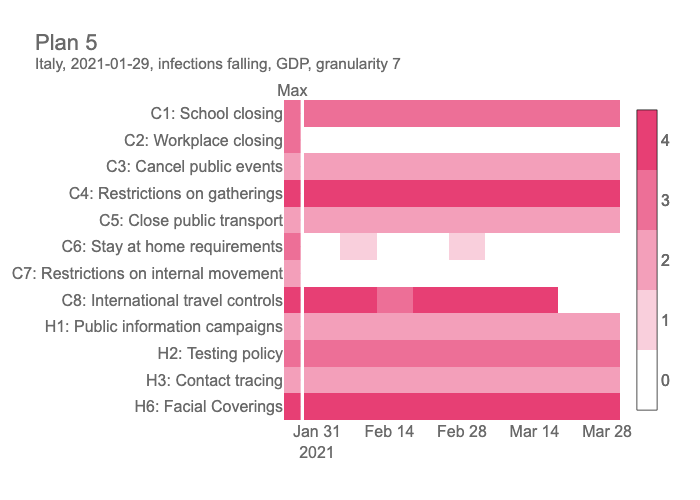 Plan 5
Italy, 2021-01-29, infections falling, GDP, granularity 7
Max
C1: School closing
C2: Workplace closing
C3: Cancel public events
C4: Restrictions on gatherings
C5: Close public transport
C6: Stay at home requirements
C7: Restrictions on internal movement
C8: International travel controls
H1: Public information campaigns
H2: Testing policy
H3: Contact tracing
H6: Facial Coverings
Jan 31 Feb 14 Feb 28 Mar 14 Mar 28
2021
4
3
2
1
0